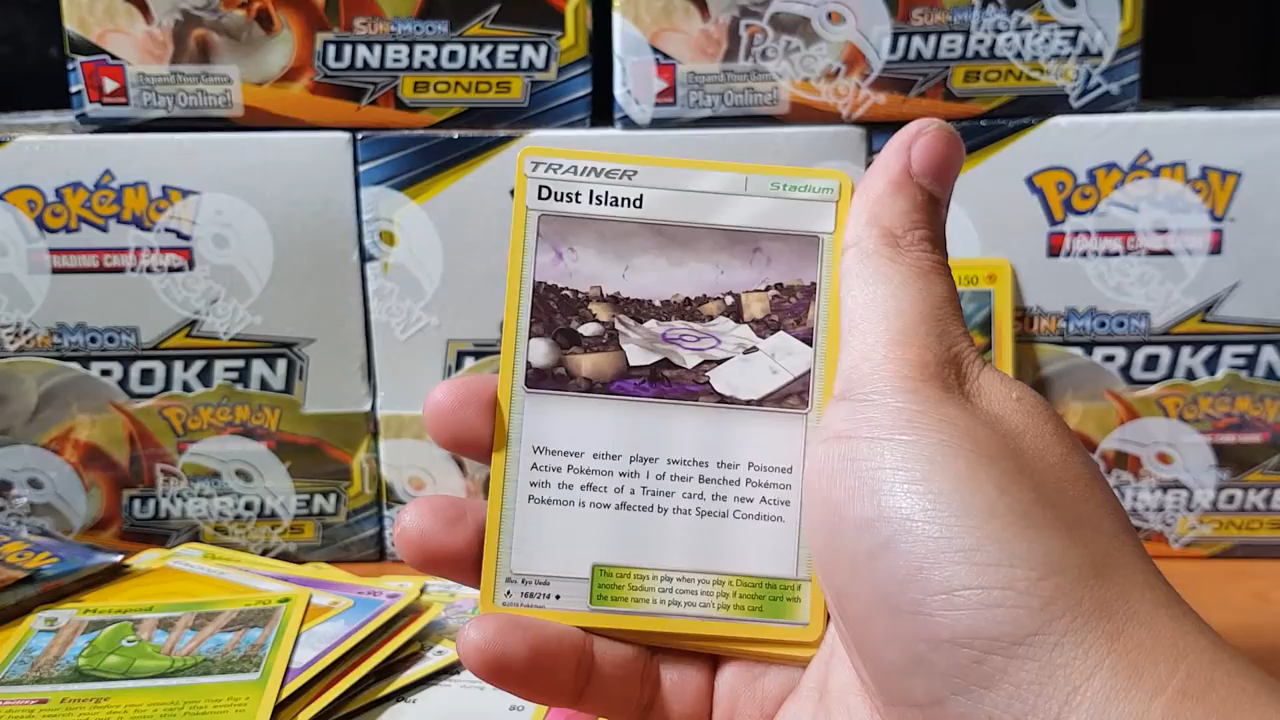 SUN & MOON
UNBROKEN
BONDS
Expand Your Game
Play Online!
SUN & MOON
UNBROKEN
Expand Your Game
Play Online!
POKéMON
TRADING CARD GAME
SUN & MOON
POKéMON
UNBROKEN
BONDS
POKéMON
TRADING CARD GAME
SUN & MOON
POKéMON
BONDS
150
TRAINER
Stadium
Dust Island
Whenever either player switches their Poisoned
Active Pokémon with 1 of their Benched Pokémon
with the effect of a Trainer card, the new Active
Pokémon is now affected by that Special Condition.
This card stays in play when you play it. Discard this card if
another Stadium card comes into play. If another card with
the same name is in play, you can't play this card.
Illus. Ryo Ueda
168/214
©2018 Pokémon
Metapod
70
90
Emerge
80